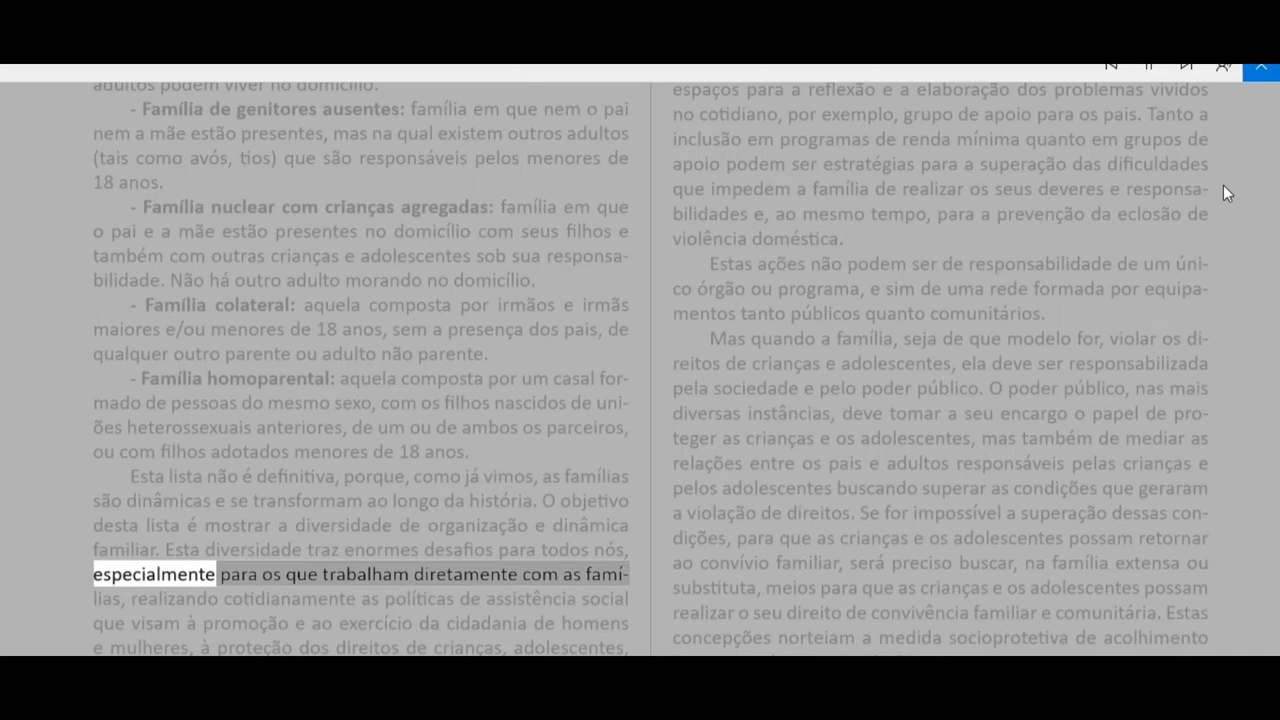 adultos podem viver no domicílio.
- Família de genitores ausentes: família em que nem o pai
nem a mãe estão presentes, mas na qual existem outros adultos
(tais como avós, tios) que são responsáveis pelos menores de
18 anos.
- Família nuclear com crianças agregadas: família em que
o pai e a mãe estão presentes no domicílio com seus filhos e
também com outras crianças e adolescentes sob sua responsa-
bilidade. Não há outro adulto morando no domicílio.
- Família colateral: aquela composta por irmãos e irmãs
maiores e/ou menores de 18 anos, sem a presença dos pais, de
qualquer outro parente ou adulto não parente.
- Família homoparental: aquela composta por um casal for-
mado de pessoas do mesmo sexo, com os filhos nascidos de uni-
ões heterossexuais anteriores, de um ou de ambos os parceiros,
ou com filhos adotados menores de 18 anos.
Esta lista não é definitiva, porque, como já vimos, as famílias
são dinâmicas e se transformam ao longo da história. O objetivo
desta lista é mostrar a diversidade de organização e dinâmica
familiar. Esta diversidade traz enormes desafios para todos nós,
especialmente para os que trabalham diretamente com as famí-
lias, realizando cotidianamente as políticas de assistência social
que visam à promoção e ao exercício da cidadania de homens
e mulheres, à proteção dos direitos de crianças, adolescentes,
espaços para a reflexão e a elaboração dos problemas vividos
no cotidiano, por exemplo, grupo de apoio para os pais. Tanto a
inclusão em programas de renda mínima quanto em grupos de
apoio podem ser estratégias para a superação das dificuldades
que impedem a família de realizar os seus deveres e responsa-
bilidades e, ao mesmo tempo, para a prevenção da eclosão de
violência doméstica.
Estas ações não podem ser de responsabilidade de um úni-
co órgão ou programa, e sim de uma rede formada por equipa-
mentos tanto públicos quanto comunitários.
Mas quando a família, seja de que modelo for, violar os di-
reitos de crianças e adolescentes, ela deve ser responsabilizada
pela sociedade e pelo poder público. O poder público, nas mais
diversas instâncias, deve tomar a seu encargo o papel de pro-
teger as crianças e os adolescentes, mas também de mediar as
relações entre os pais e adultos responsáveis pelas crianças e
pelos adolescentes buscando superar as condições que geraram
a violação de direitos. Se for impossível a superação dessas con-
dições, para que as crianças e os adolescentes possam retornar
ao convívio familiar, será preciso buscar, na família extensa ou
substituta, meios para que as crianças e os adolescentes possam
realizar o seu direito de convivência familiar e comunitária. Estas
concepções norteiam a medida socioprotetiva de acolhimento